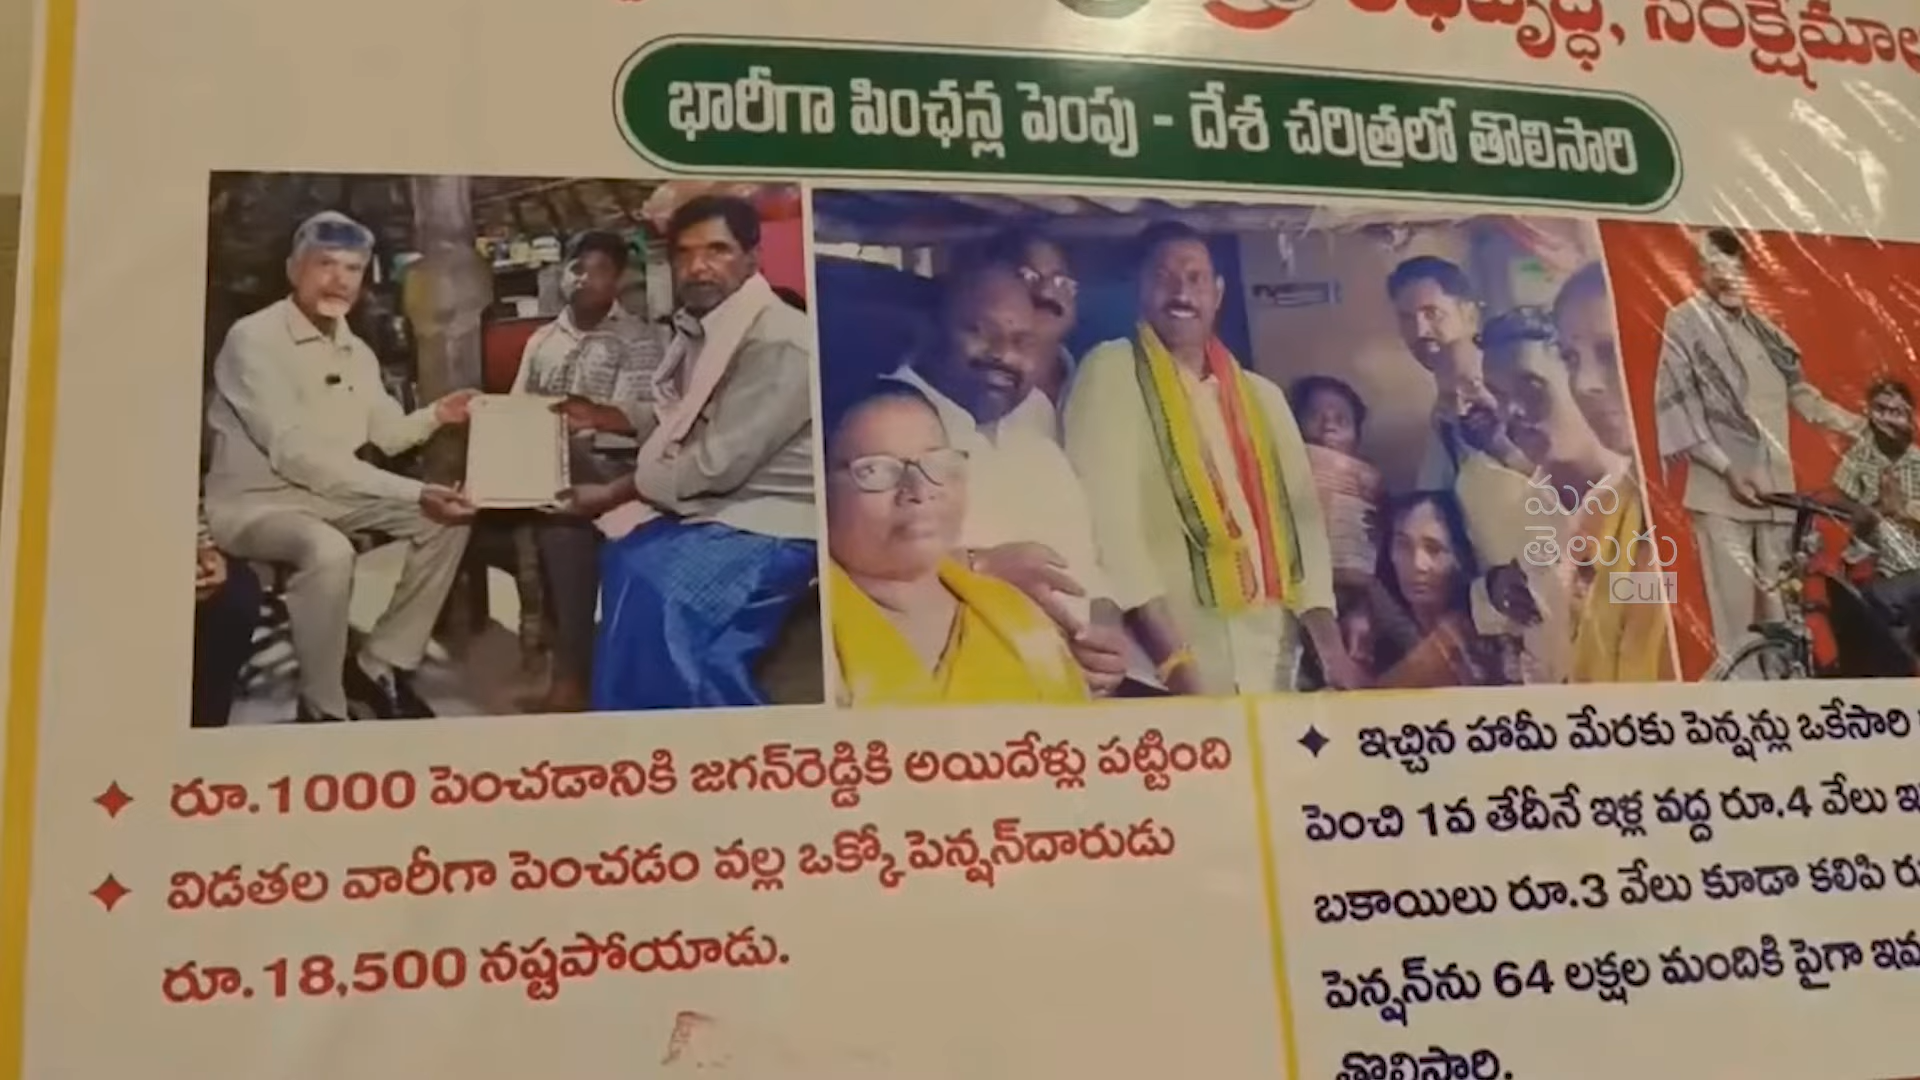 సంక్షేమాల
భారీగా పింఛన్ల పెంపు - దేశ చరిత్రలో తొలిసారి
మన
తెలుగు
Cult
రూ.1000 పెంచడానికి జగన్‌రెడ్డికి అయిదేళ్లు పట్టింది
విడతల వారీగా పెంచడం వల్ల ఒక్కో పెన్షన్‌దారుడు
రూ.18,500 నష్టపోయాడు.
ఇచ్చిన హామీ మేరకు పెన్షన్లు ఒకేసారి
పెంచి 1వ తేదీనే ఇళ్ల వద్ద రూ.4 వేలు
బకాయిలు రూ.3 వేలు కూడా కలిపి
పెన్షన్‌ను 64 లక్షల మందికి పైగా
తొలిసారి.